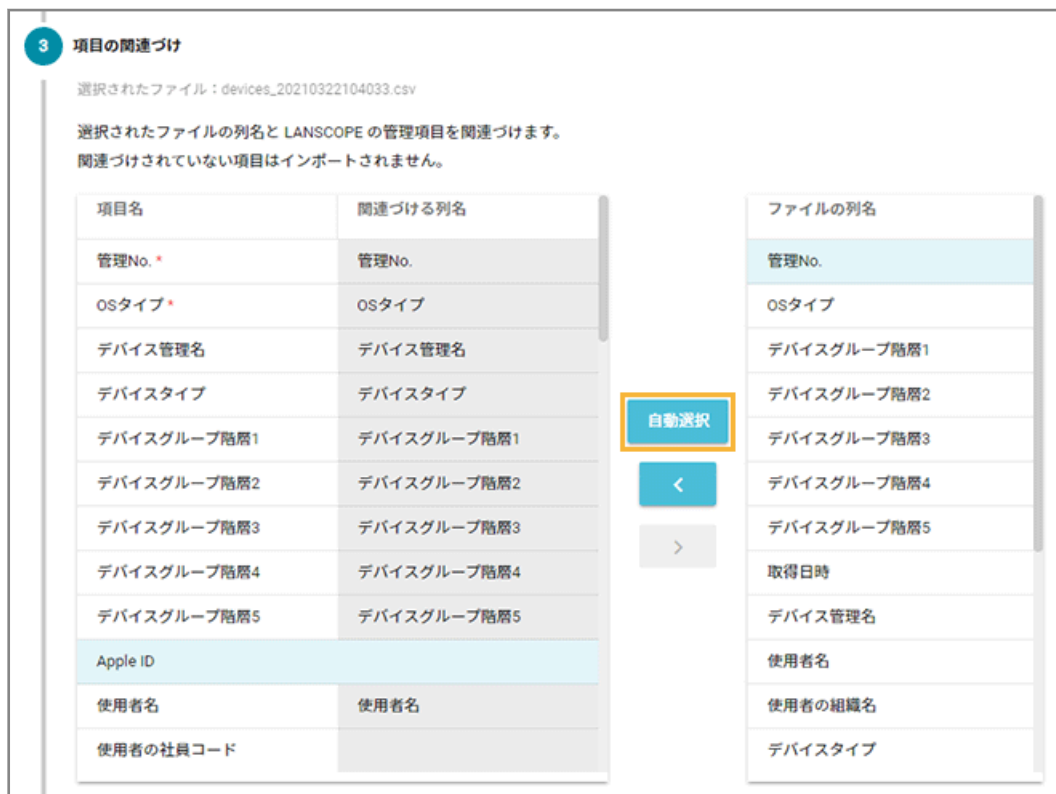 3 項目の関連づけ
選択されたファイル：devices_20210322104033.csv
選択されたファイルの列名と LANSCOPE の管理項目を関連づけます。
関連づけされていない項目はインポートされません。
項目名 関連づける列名
管理No. * 管理No.
OSタイプ * OSタイプ
デバイス管理名 デバイス管理名
デバイスタイプ デバイスタイプ
デバイスグループ階層1 デバイスグループ階層1
デバイスグループ階層2 デバイスグループ階層2
デバイスグループ階層3 デバイスグループ階層3
デバイスグループ階層4 デバイスグループ階層4
デバイスグループ階層5 デバイスグループ階層5
Apple ID
使用者名 使用者名
使用者の社員コード
自動選択
<
>
ファイルの列名
管理No.
OSタイプ
デバイスグループ階層1
デバイスグループ階層2
デバイスグループ階層3
デバイスグループ階層4
デバイスグループ階層5
取得日時
デバイス管理名
使用者名
使用者の組織名
デバイスタイプ